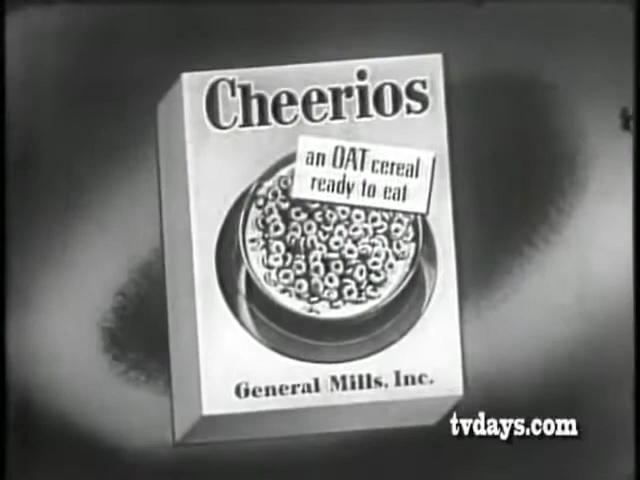 Cheerios
an OAT cereal
ready to eat
General Mills, Inc.
tvdays.com